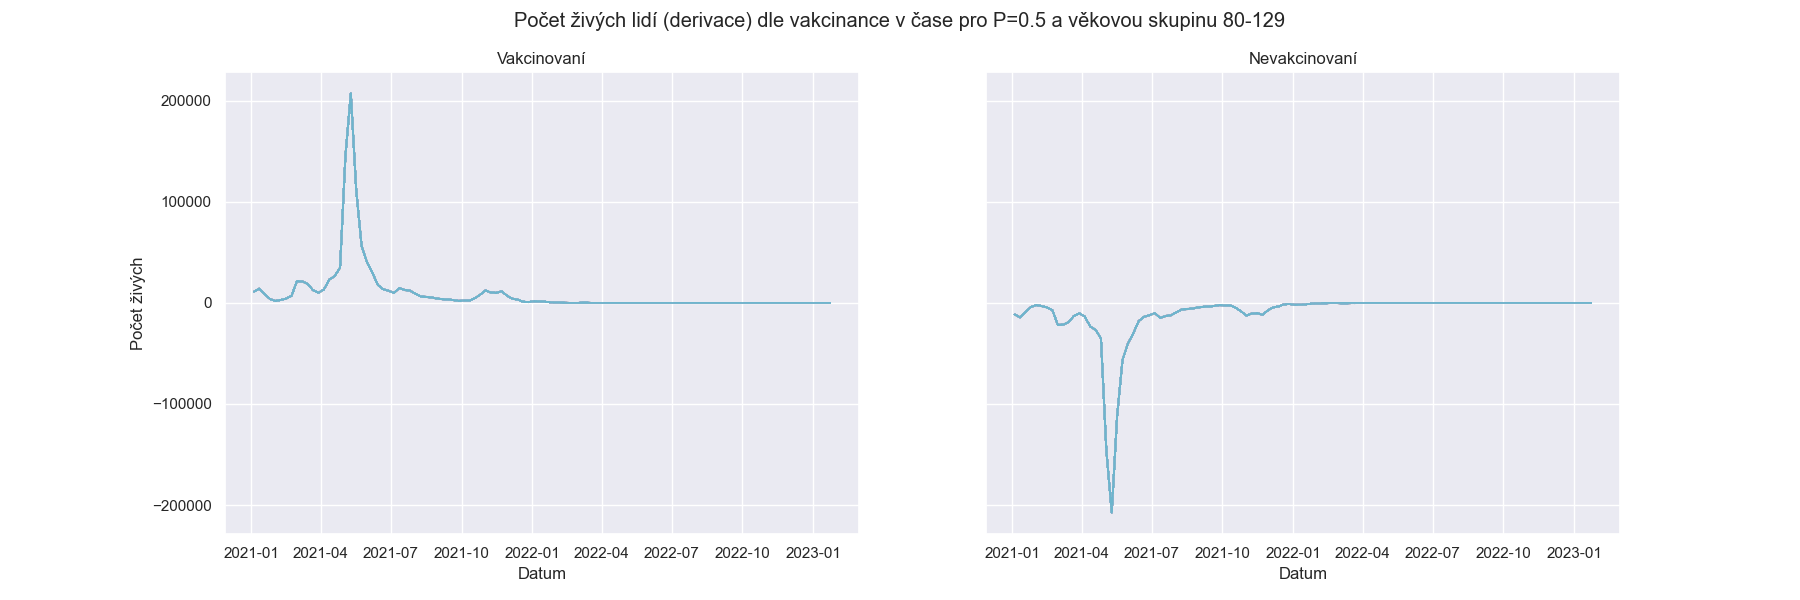 Počet živých lidí (derivace) dle vakcinance v čase pro P=0.5 a věkovou skupinu 80-129
Vakcinovaní
Nevakcinovaní
200000
100000
0
−100000
−200000
Počet živých
2021-01 2021-04 2021-07 2021-10 2022-01 2022-04 2022-07 2022-10 2023-01
Datum
2021-01 2021-04 2021-07 2021-10 2022-01 2022-04 2022-07 2022-10 2023-01
Datum